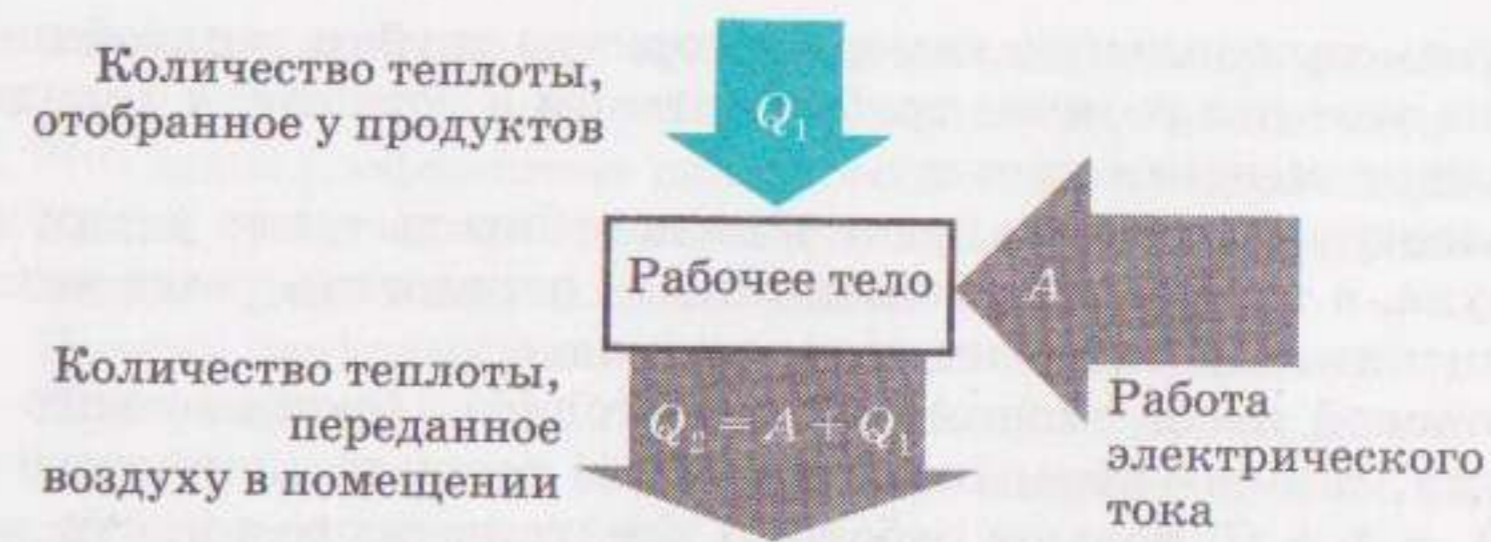 Количество теплоты,
отобранное у продуктов
Q₁
Рабочее тело
A
Количество теплоты,
переданное
воздуху в помещении
Q₂ = A + Q₁
Работа
электрического
тока